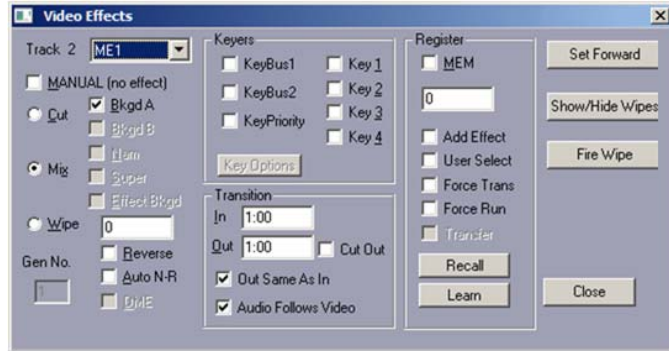 Video Effects
Track 2 ME1
MANUAL (no effect)
Cut
Bkgd A
Bkgd B
Nam
Mix
Super
Effect Bkgd
Wipe
0
Reverse
Gen No.
Auto N-R
1
DME
Keyers
KeyBus1
Key 1
KeyBus2
Key 2
KeyPriority
Key 3
Key 4
Key Options
Transition
In 1:00
Out 1:00
Cut Out
Out Same As In
Audio Follows Video
Register
MEM
0
Add Effect
User Select
Force Trans
Force Run
Transfer
Recall
Learn
Set Forward
Show/Hide Wipes
Fire Wipe
Close